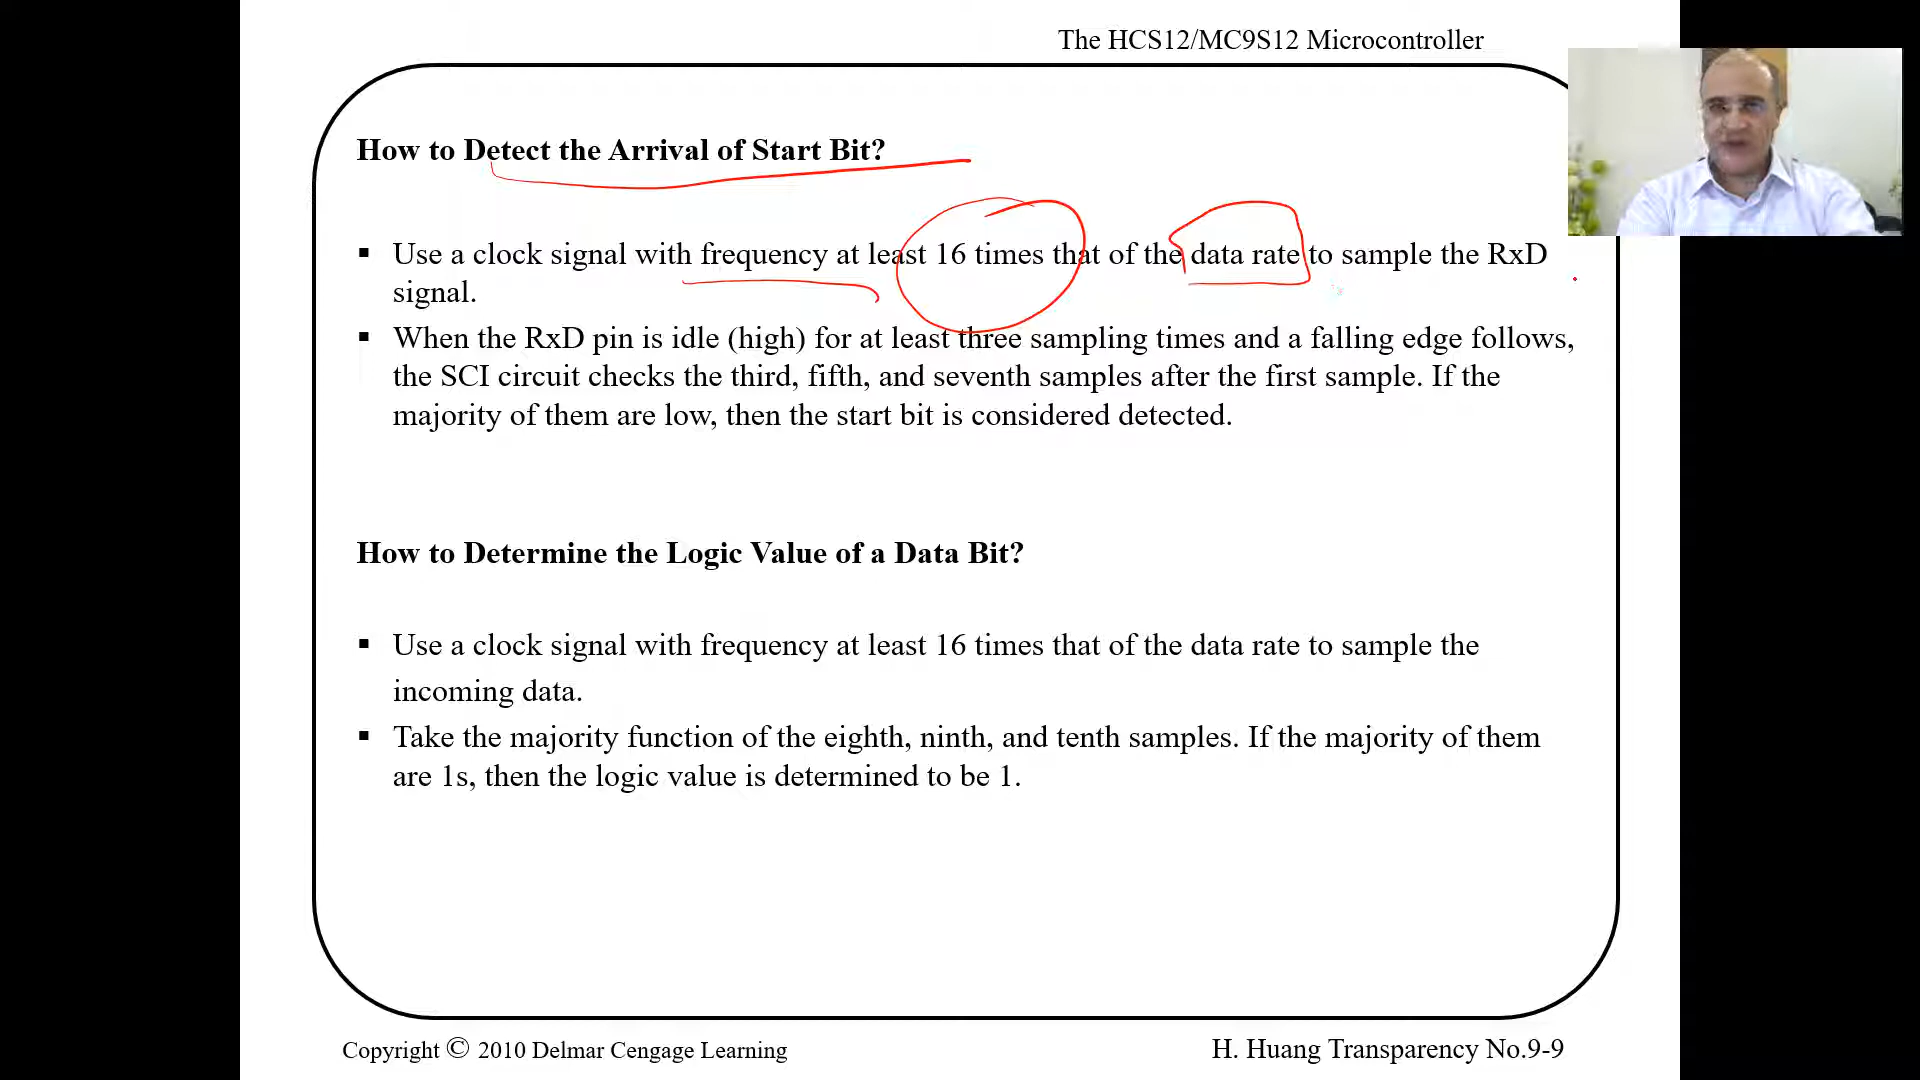 The HCS12/MC9S12 Microcontroller
How to Detect the Arrival of Start Bit?
▪ Use a clock signal with frequency at least 16 times that of the data rate to sample the RxD
signal.
▪ When the RxD pin is idle (high) for at least three sampling times and a falling edge follows,
the SCI circuit checks the third, fifth, and seventh samples after the first sample. If the
majority of them are low, then the start bit is considered detected.
How to Determine the Logic Value of a Data Bit?
▪ Use a clock signal with frequency at least 16 times that of the data rate to sample the
incoming data.
▪ Take the majority function of the eighth, ninth, and tenth samples. If the majority of them
are 1s, then the logic value is determined to be 1.
Copyright © 2010 Delmar Cengage Learning
H. Huang Transparency No.9-9